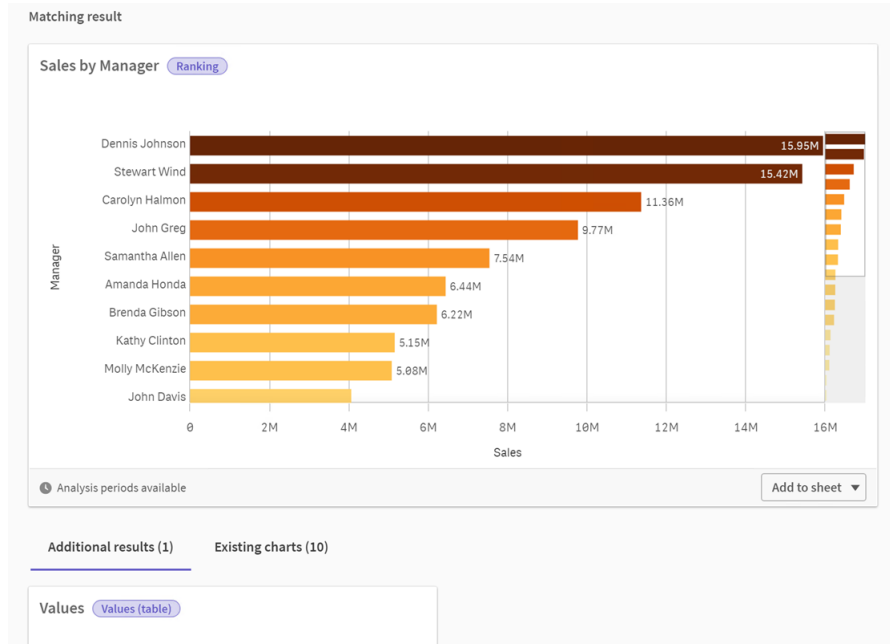 Matching result
Sales by Manager Ranking
Dennis Johnson 15.95M
Stewart Wind 15.42M
Carolyn Halmon 11.36M
John Greg 9.77M
Samantha Allen 7.54M
Amanda Honda 6.44M
Brenda Gibson 6.22M
Kathy Clinton 5.15M
Molly McKenzie 5.08M
John Davis
Manager
0 2M 4M 6M 8M 10M 12M 14M 16M
Sales
Analysis periods available Add to sheet
Additional results (1) Existing charts (10)
Values Values (table)